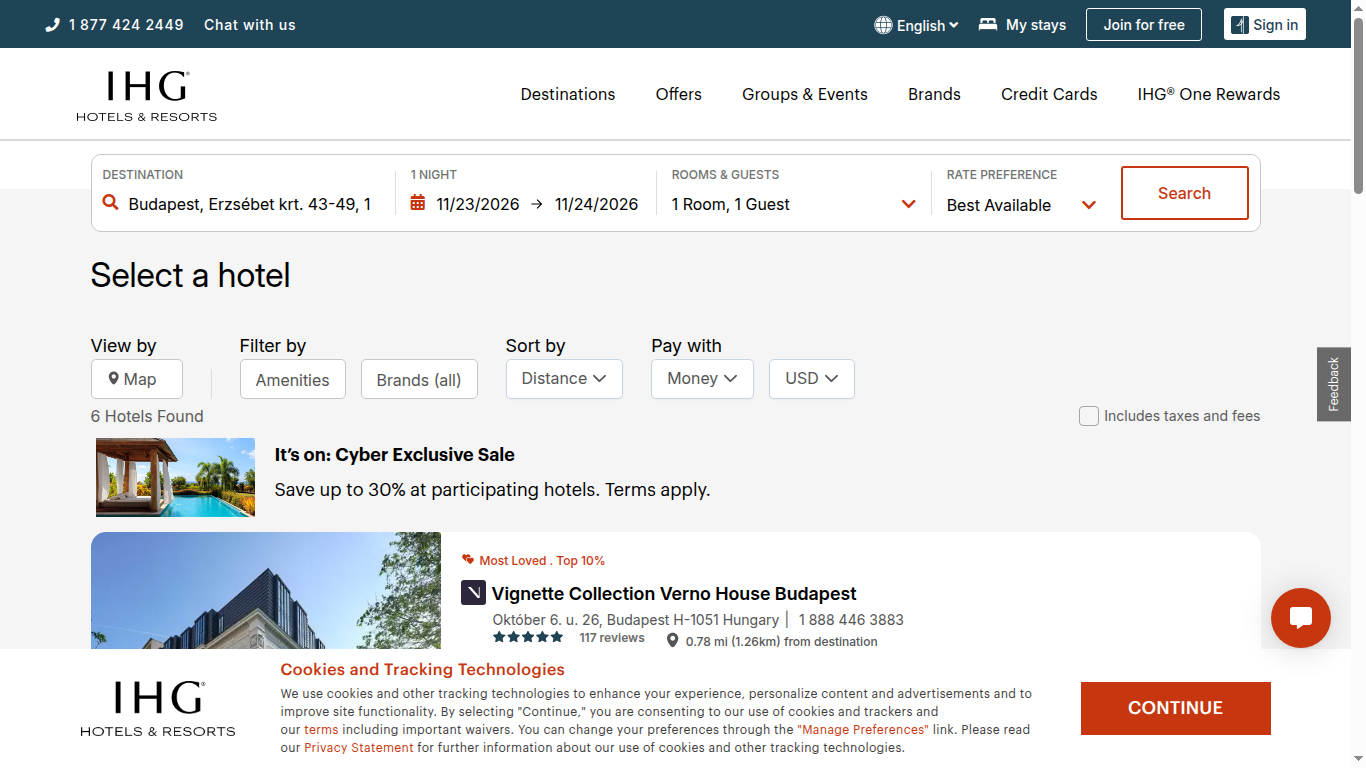 1 877 424 2449 Chat with us English My stays Join for free Sign in
IHG®
HOTELS & RESORTS
Destinations Offers Groups & Events Brands Credit Cards IHG® One Rewards
DESTINATION 1 NIGHT ROOMS & GUESTS RATE PREFERENCE
Budapest, Erzsébet krt. 43-49, 1 11/23/2026 → 11/24/2026 1 Room, 1 Guest Best Available Search
Select a hotel
View by Filter by Sort by Pay with
Map Amenities Brands (all) Distance Money USD
6 Hotels Found Includes taxes and fees
Feedback
It's on: Cyber Exclusive Sale
Save up to 30% at participating hotels. Terms apply.
Most Loved . Top 10%
Vignette Collection Verno House Budapest
Október 6. u. 26, Budapest H-1051 Hungary | 1 888 446 3883
117 reviews 0.78 mi (1.26km) from destination
IHG®
HOTELS & RESORTS
Cookies and Tracking Technologies
We use cookies and other tracking technologies to enhance your experience, personalize content and advertisements and to
improve site functionality. By selecting "Continue," you are consenting to our use of cookies and trackers and
our terms including important waivers. You can change your preferences through the "Manage Preferences" link. Please read
our Privacy Statement for further information about our use of cookies and other tracking technologies.
CONTINUE